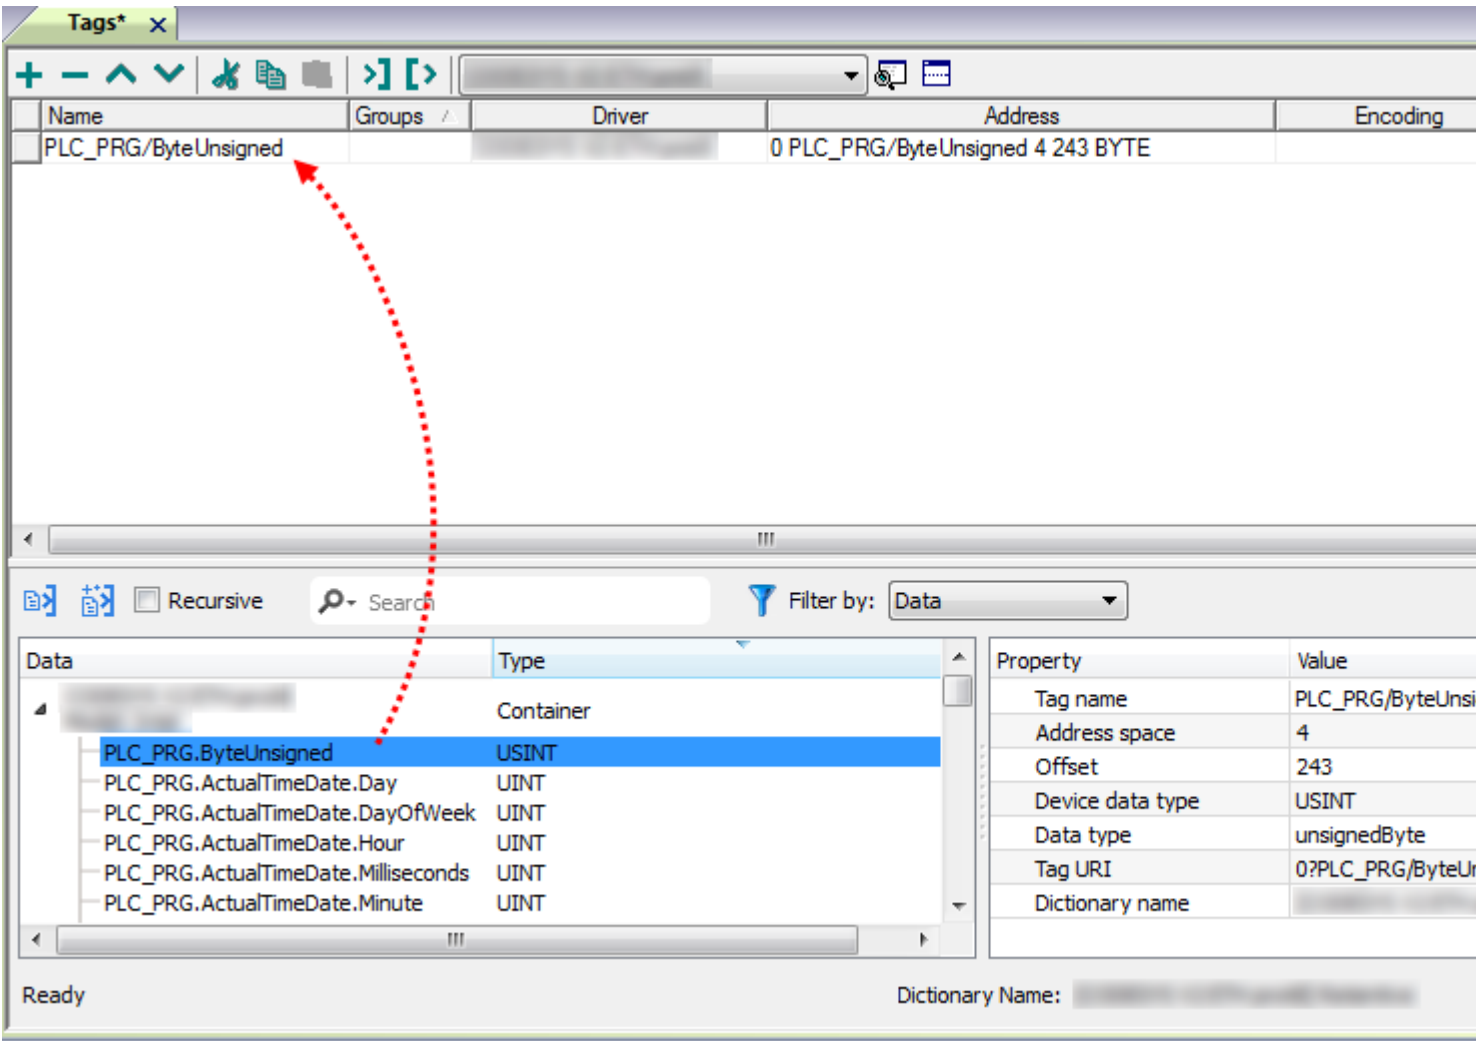 Tags*
Name Groups Driver Address Encoding
PLC_PRG/ByteUnsigned 0 PLC_PRG/ByteUnsigned 4 243 BYTE
Recursive Search Filter by: Data
Data Type
Container
PLC_PRG.ByteUnsigned USINT
PLC_PRG.ActualTimeDate.Day UINT
PLC_PRG.ActualTimeDate.DayOfWeek UINT
PLC_PRG.ActualTimeDate.Hour UINT
PLC_PRG.ActualTimeDate.Milliseconds UINT
PLC_PRG.ActualTimeDate.Minute UINT
Property Value
Tag name PLC_PRG/ByteUnsi
Address space 4
Offset 243
Device data type USINT
Data type unsignedByte
Tag URI 0?PLC_PRG/ByteUn
Dictionary name
Ready Dictionary Name: